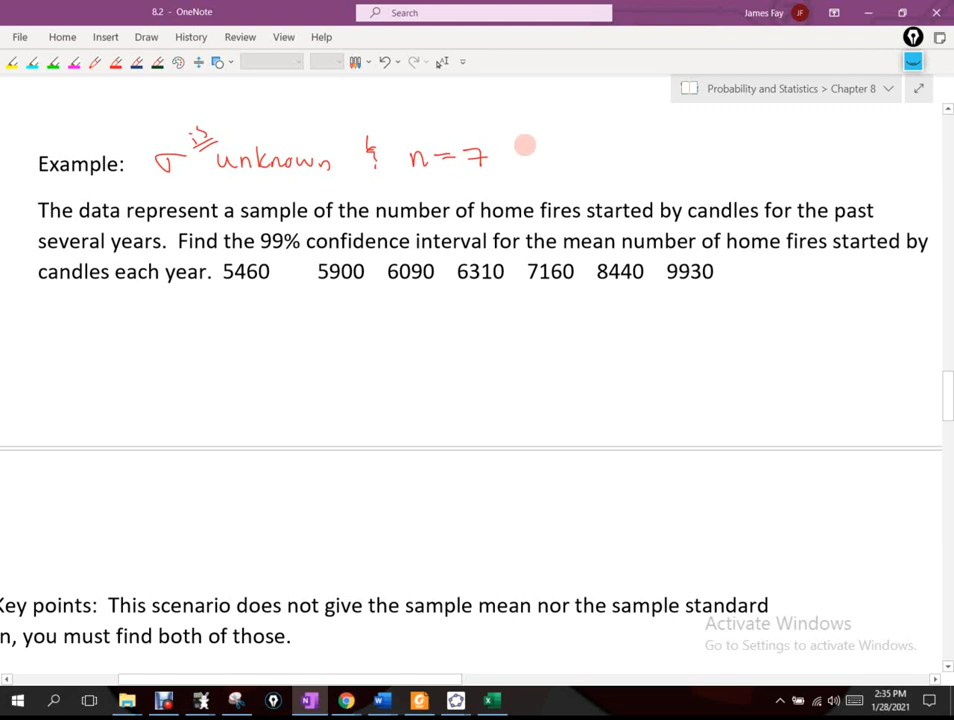 8.2 - OneNote
Search
James Fay
JF
File Home Insert Draw History Review View Help
Probability and Statistics > Chapter 8
Example: σ is unknown & n = 7
The data represent a sample of the number of home fires started by candles for the past
several years. Find the 99% confidence interval for the mean number of home fires started by
candles each year. 5460 5900 6090 6310 7160 8440 9930
Key points: This scenario does not give the sample mean nor the sample standard
n, you must find both of those.
Activate Windows
Go to Settings to activate Windows.
2:35 PM
1/28/2021